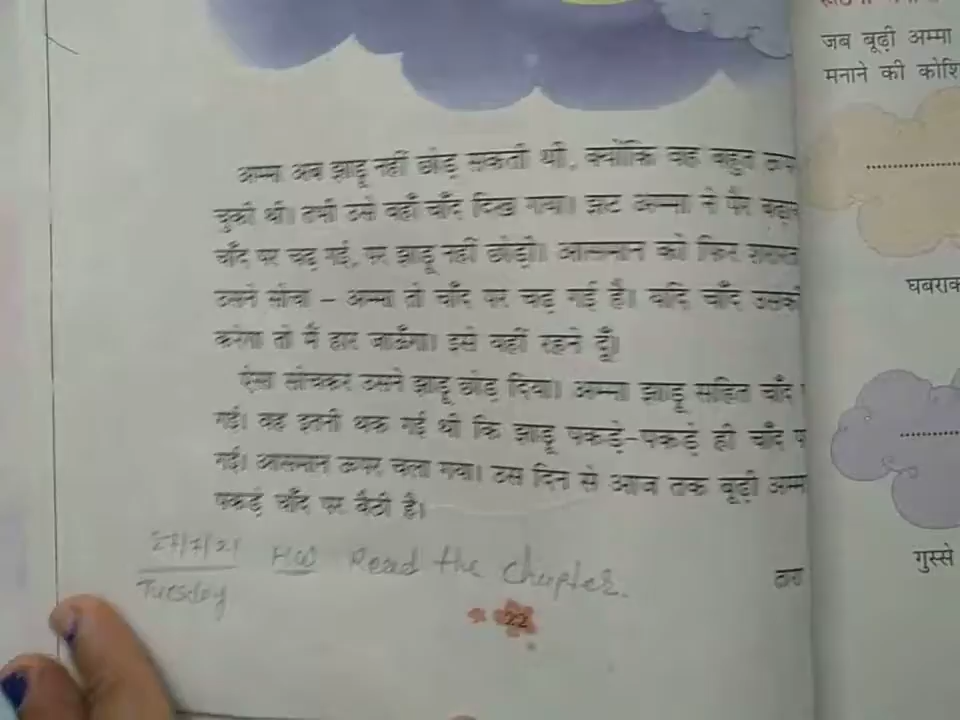 अम्मा अब झाड़ू नहीं छोड़ सकती थी, क्योंकि वह बहुत
चुकी थी। तभी उसे वहाँ चाँद दिख गया। झट अम्मा ने पैर
चाँद पर चढ़ गई, पर झाड़ू नहीं छोड़ी। आसमान को फिर
उसने सोचा – अम्मा तो चाँद पर चढ़ गई है। यदि चाँद
करेगा तो मैं हार जाऊँगा। इसे वहीं रहने दूँ।
ऐसा सोचकर उसने झाड़ू छोड़ दिया। अम्मा झाड़ू सहित चाँद
गई। वह इतनी थक गई थी कि झाड़ू पकड़े-पकड़े ही चाँद
गई। आसमान ऊपर चला गया। उस दिन से आज तक बूढ़ी
पकड़े चाँद पर बैठी है।
27/7/21 HW Read the chapter.
Tuesday
22
जब बूढ़ी अम्मा
मनाने की
गुस्से